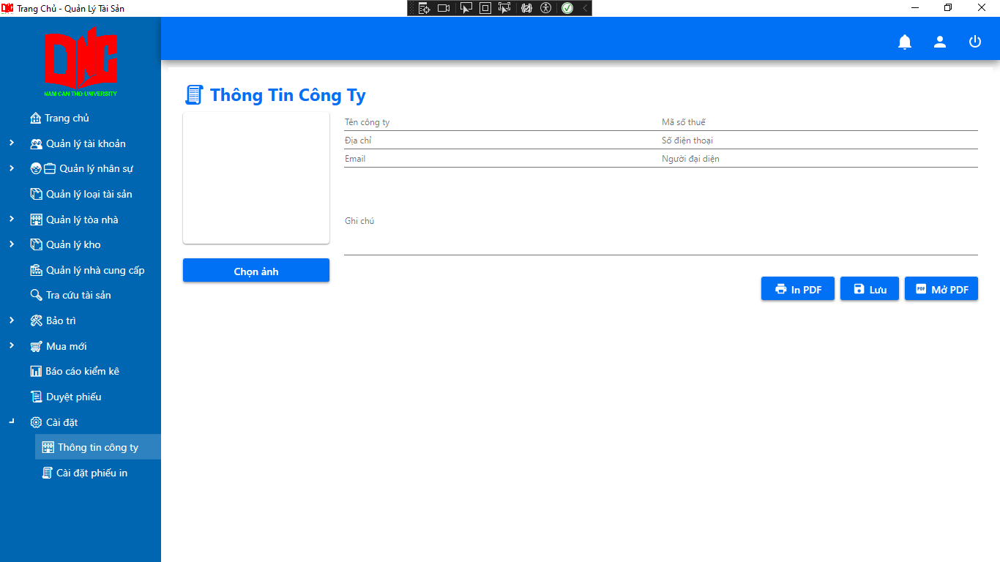 Trang Chủ - Quản Lý Tài Sản
DNC
NAM CAN THO UNIVERSITY
Trang chủ
Quản lý tài khoản
Quản lý nhân sự
Quản lý loại tài sản
Quản lý tòa nhà
Quản lý kho
Quản lý nhà cung cấp
Tra cứu tài sản
Bảo trì
Mua mới
Báo cáo kiểm kê
Duyệt phiếu
Cài đặt
Thông tin công ty
Cài đặt phiếu in
Thông Tin Công Ty
Tên công ty Mã số thuế
Địa chỉ Số điện thoại
Email Người đại diện
Ghi chú
Chọn ảnh
In PDF Lưu PDF Mở PDF